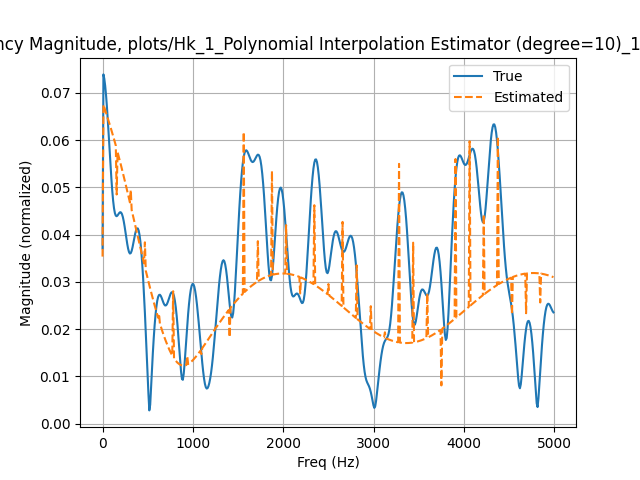 ncy Magnitude, plots/Hk_1_Polynomial Interpolation Estimator (degree=10)_1
True
Estimated
Magnitude (normalized)
0.07
0.06
0.05
0.04
0.03
0.02
0.01
0.00
0
1000
2000
3000
4000
5000
Freq (Hz)